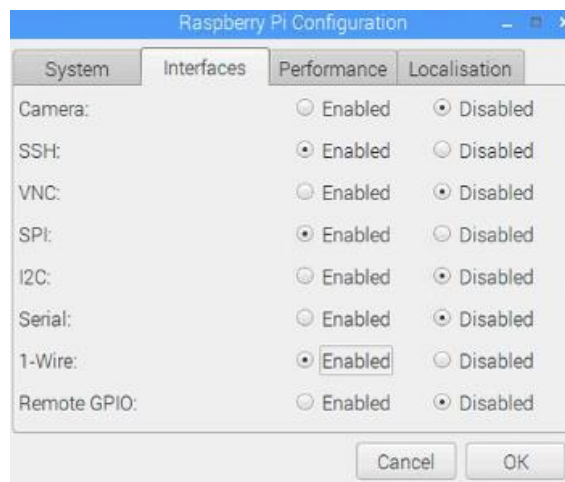 Raspberry Pi Configuration
System Interfaces Performance Localisation
Camera: Enabled Disabled
SSH: Enabled Disabled
VNC: Enabled Disabled
SPI: Enabled Disabled
I2C: Enabled Disabled
Serial: Enabled Disabled
1-Wire: Enabled Disabled
Remote GPIO: Enabled Disabled
Cancel OK